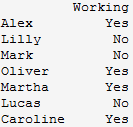 Working
Alex Yes
Lilly No
Mark No
Oliver Yes
Martha Yes
Lucas No
Caroline Yes